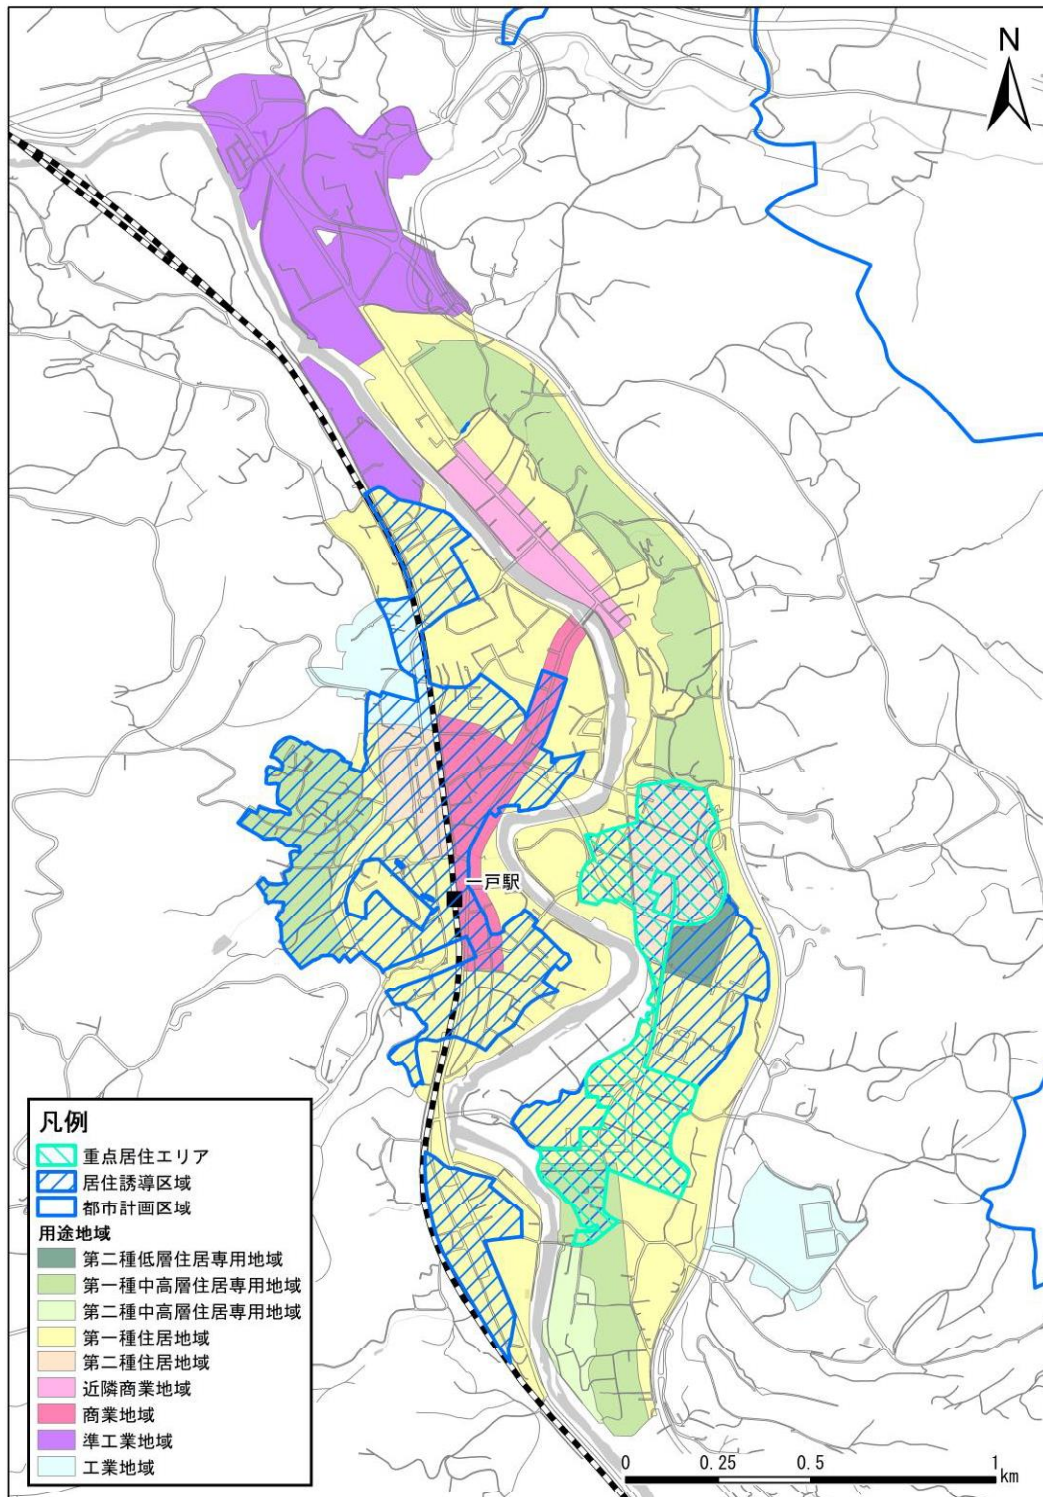 N
一戸駅
凡例
重点居住エリア
居住誘導区域
都市計画区域
用途地域
第二種低層住居専用地域
第一種中高層住居専用地域
第二種中高層住居専用地域
第一種住居地域
第二種住居地域
近隣商業地域
商業地域
準工業地域
工業地域
0 0.25 0.5 1
km